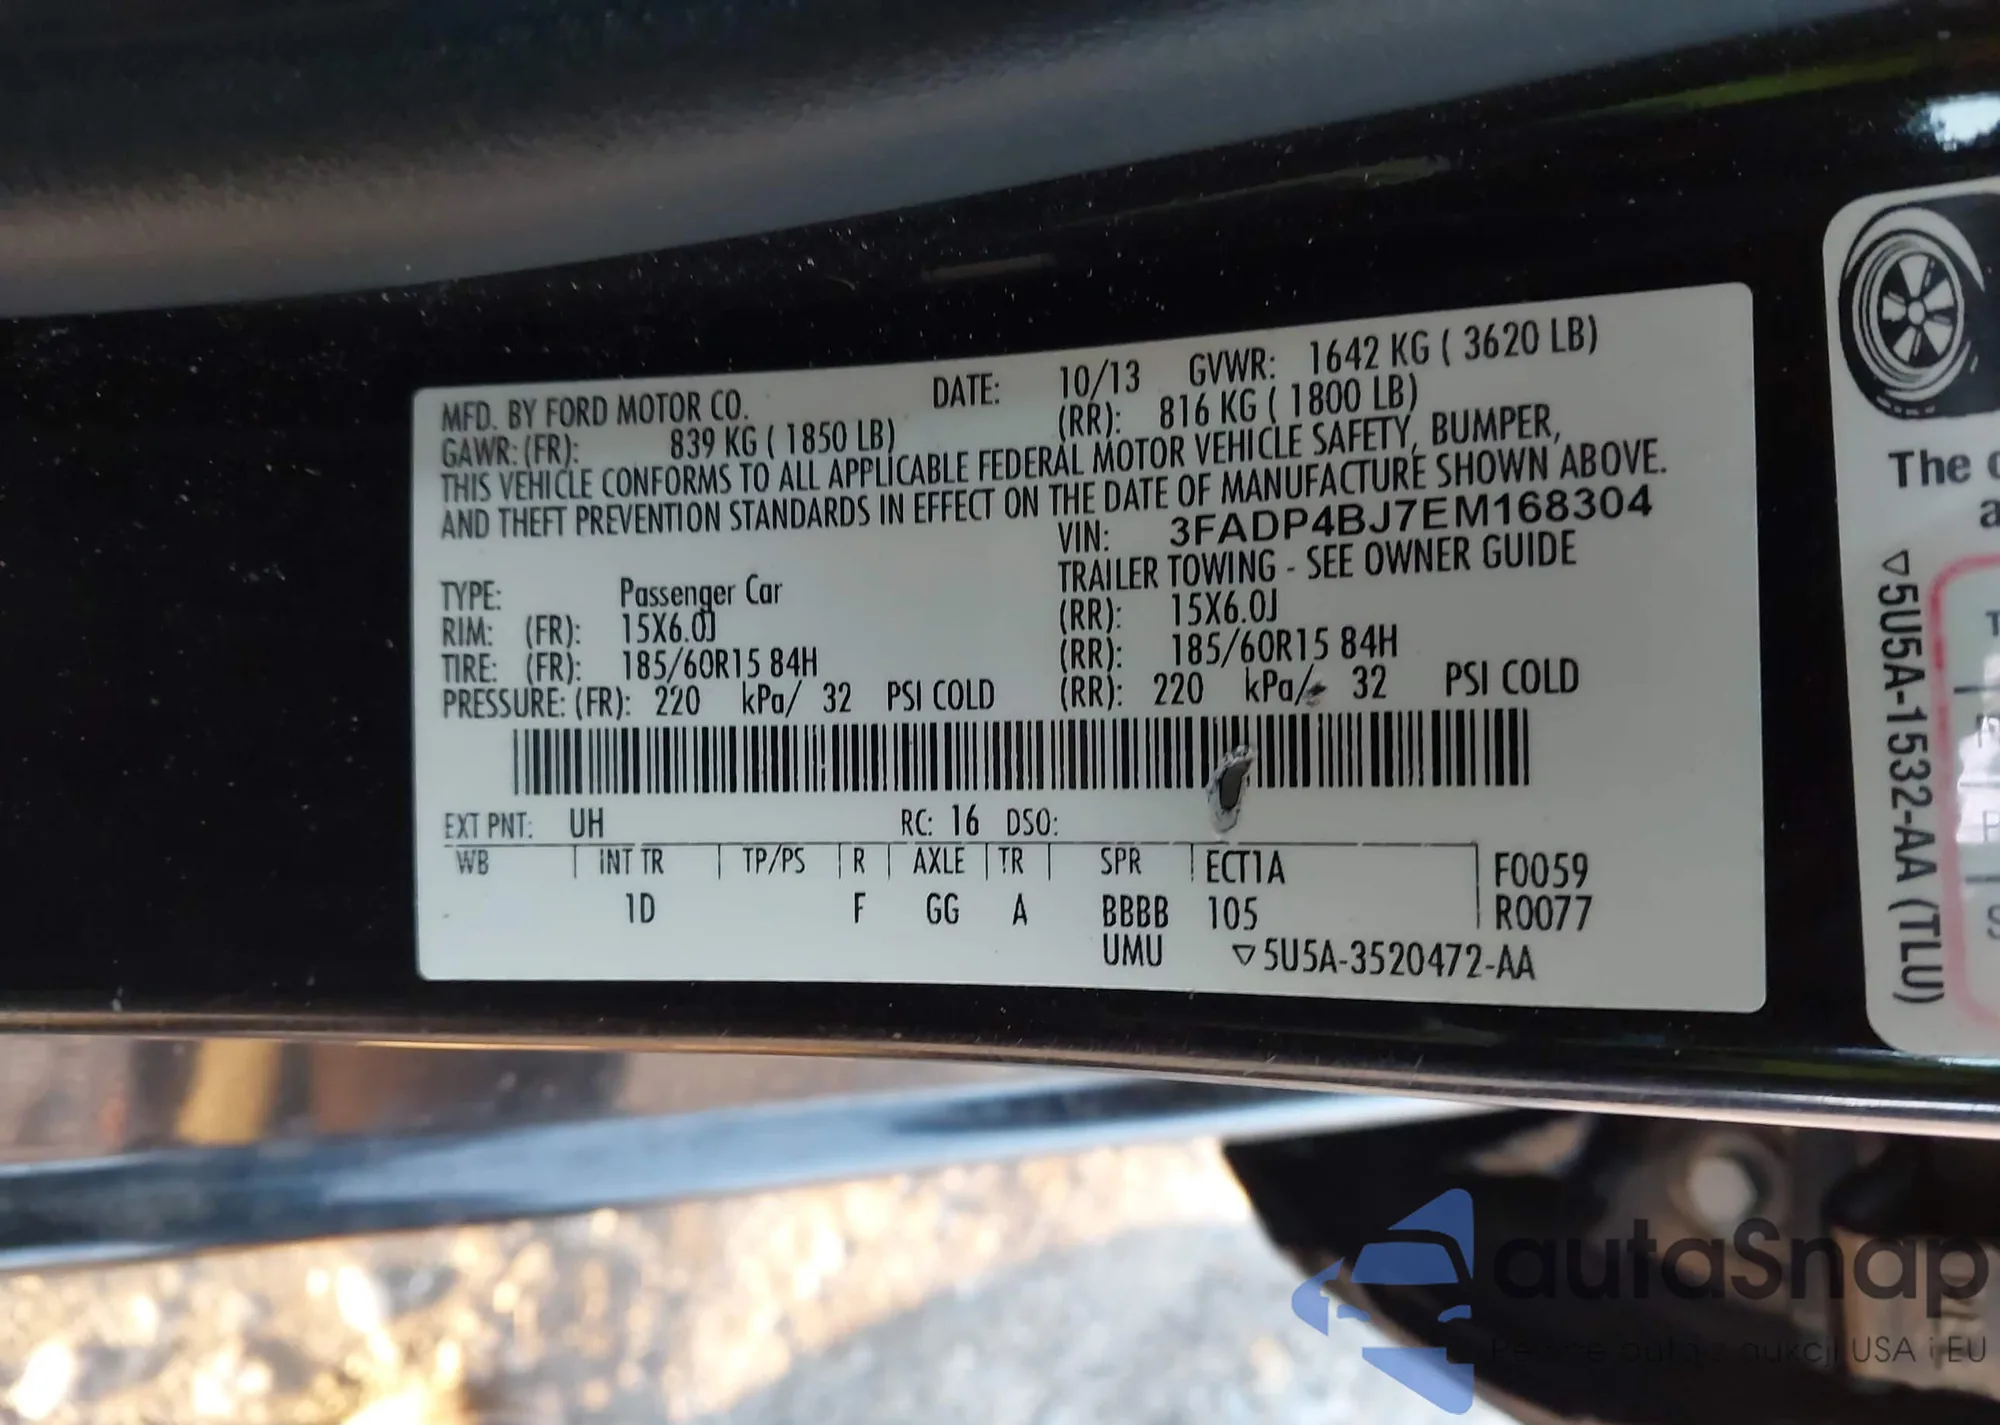 MFD. BY FORD MOTOR CO. DATE: 10/13 GVWR: 1642 KG ( 3620 LB)
GAWR: (FR): 839 KG ( 1850 LB) (RR): 816 KG ( 1800 LB)
THIS VEHICLE CONFORMS TO ALL APPLICABLE FEDERAL MOTOR VEHICLE SAFETY, BUMPER,
AND THEFT PREVENTION STANDARDS IN EFFECT ON THE DATE OF MANUFACTURE SHOWN ABOVE.
VIN: 3FADP4BJ7EM168304
TYPE: Passenger Car TRAILER TOWING - SEE OWNER GUIDE
RIM: (FR): 15X6.0J (RR): 15X6.0J
TIRE: (FR): 185/60R15 84H (RR): 185/60R15 84H
PRESSURE: (FR): 220 kPa/ 32 PSI COLD (RR): 220 kPa/ 32 PSI COLD
EXT PNT: UH RC: 16 DSO:
WB INT TR TP/PS R AXLE TR SPR ECT1A F0059
1D F GG A BBBB 105 R0077
UMU ▽5U5A-3520472-AA
The
▽5U5A-1532-AA (TLU)
autaSnap
aukcji USA i EU